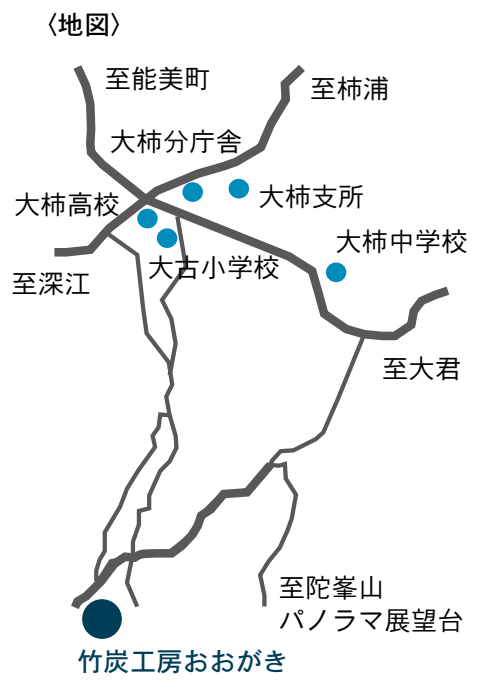 〈地図〉
至能美町
至柿浦
大柿分庁舎
大柿支所
大柿高校
大柿中学校
大古小学校
至深江
至大君
至陀峯山
パノラマ展望台
竹炭工房おおがき